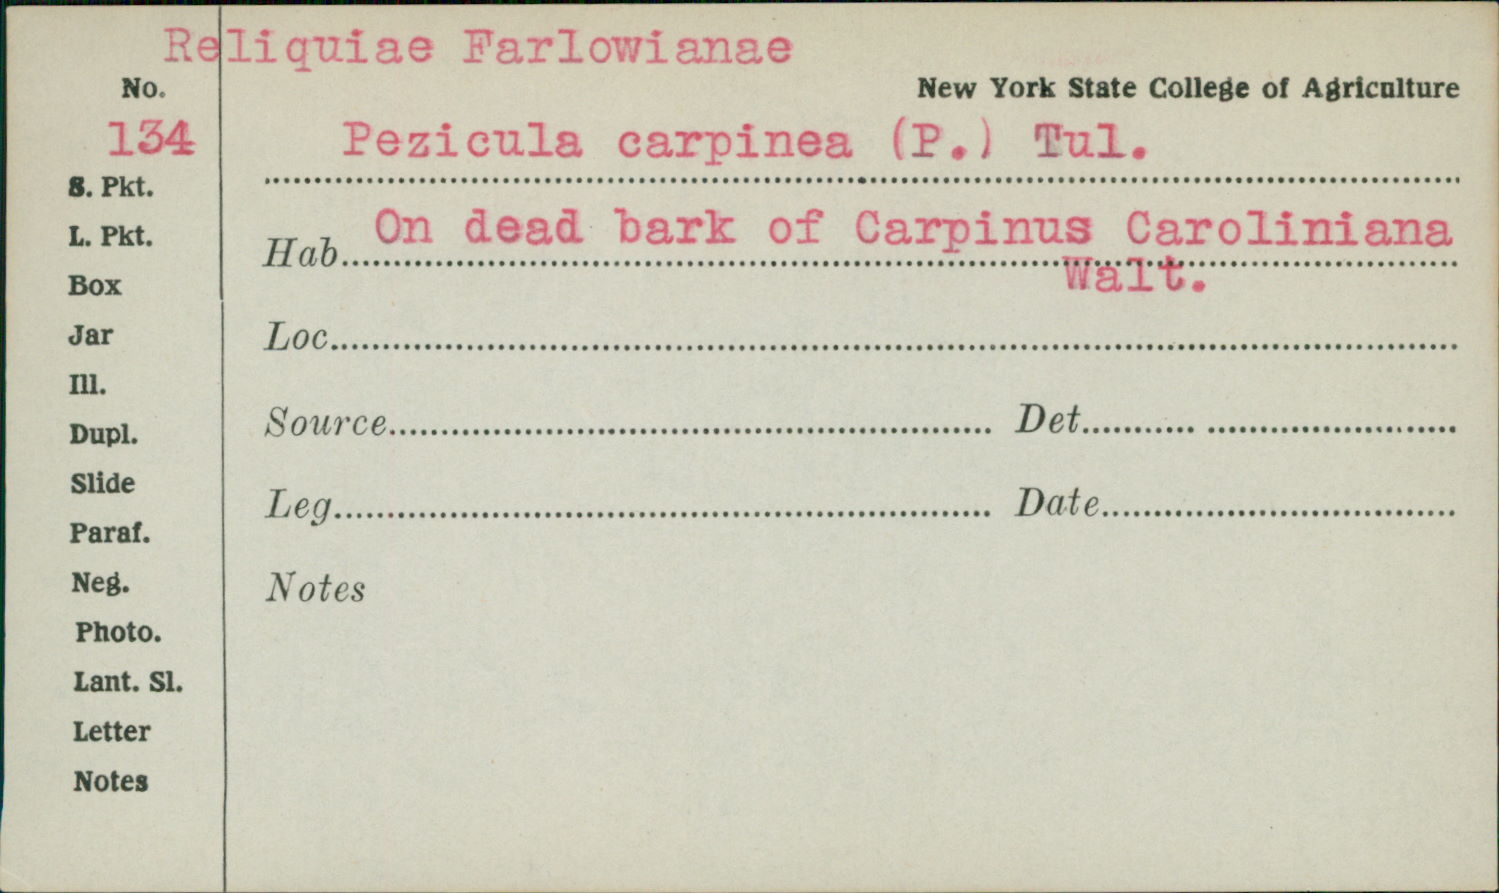 Reliquiae Farlowianae
No.
New York State College of Agriculture
134
Pezicula carpinea (P.) Tul.
S. Pkt.
L. Pkt.
Hab. On dead bark of Carpinus Caroliniana
Walt.
Box
Jar
Loc.
Ill.
Dupl.
Source
Det.
Slide
Leg.
Date
Paraf.
Neg.
Notes
Photo.
Lant. Sl.
Letter
Notes